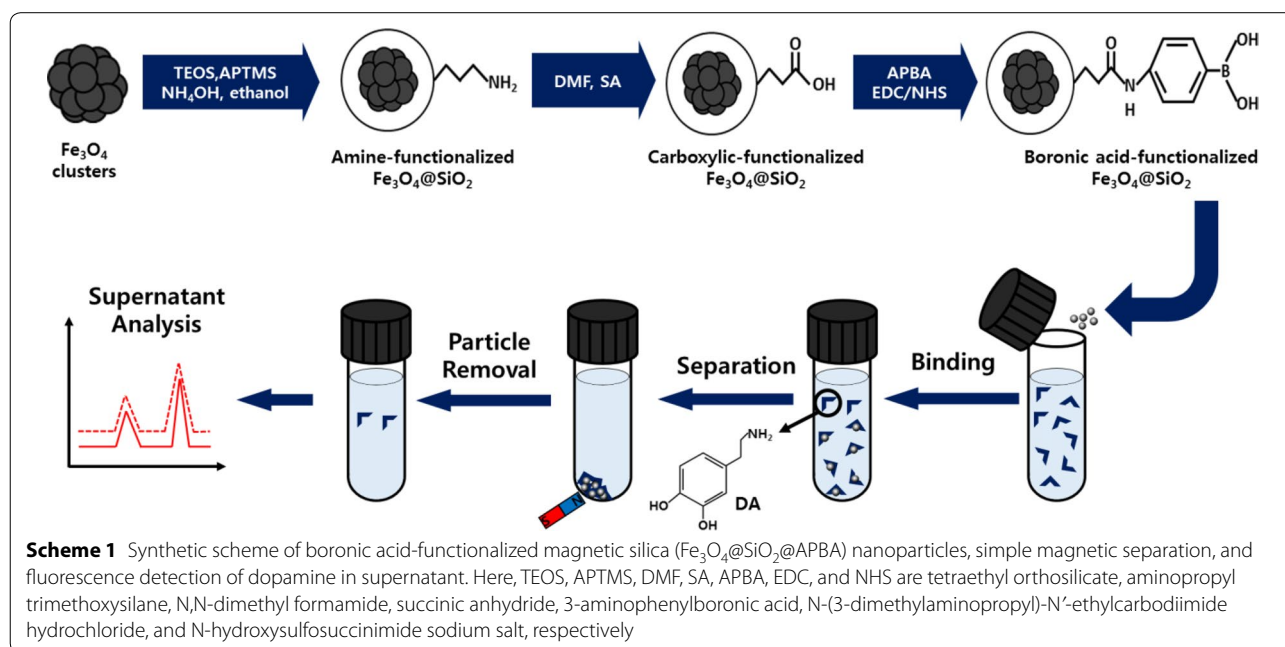 TEOS,APTMS
NH₄OH, ethanol
NH₂
DMF, SA
O
OH
APBA
EDC/NHS
O
N
H
B
OH
OH
Fe₃O₄
clusters
Amine-functionalized
Fe₃O₄@SiO₂
Carboxylic-functionalized
Fe₃O₄@SiO₂
Boronic acid-functionalized
Fe₃O₄@SiO₂
Supernatant
Analysis
Particle
Removal
Separation
Binding
S N
NH₂
HO
OH
DA
Scheme 1 Synthetic scheme of boronic acid-functionalized magnetic silica (Fe₃O₄@SiO₂@APBA) nanoparticles, simple magnetic separation, and
fluorescence detection of dopamine in supernatant. Here, TEOS, APTMS, DMF, SA, APBA, EDC, and NHS are tetraethyl orthosilicate, aminopropyl
trimethoxysilane, N,N-dimethyl formamide, succinic anhydride, 3-aminophenylboronic acid, N-(3-dimethylaminopropyl)-N′-ethylcarbodiimide
hydrochloride, and N-hydroxysulfosuccinimide sodium salt, respectively